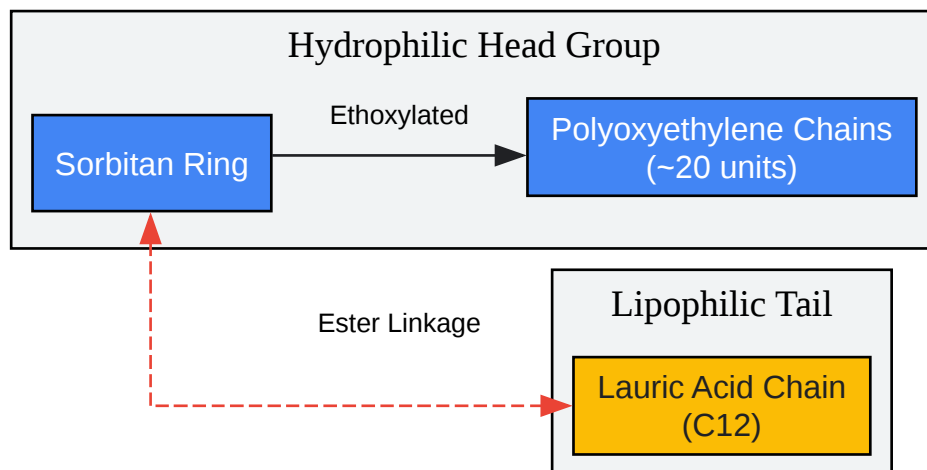 Hydrophilic Head Group
Ethoxylated
Sorbitan Ring
Polyoxyethylene Chains
(~20 units)
Ester Linkage
Lipophilic Tail
Lauric Acid Chain
(C12)